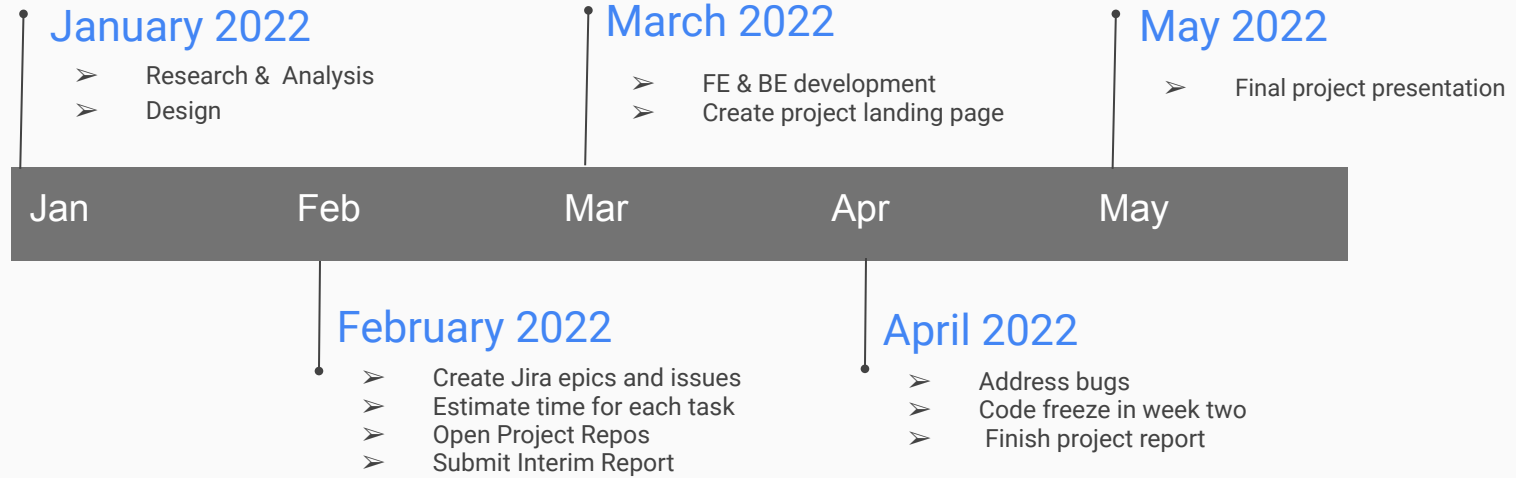 January 2022
➢ Research & Analysis
➢ Design
March 2022
➢ FE & BE development
➢ Create project landing page
May 2022
➢ Final project presentation
Jan
Feb
Mar
Apr
May
February 2022
➢ Create Jira epics and issues
➢ Estimate time for each task
➢ Open Project Repos
➢ Submit Interim Report
April 2022
➢ Address bugs
➢ Code freeze in week two
➢ Finish project report